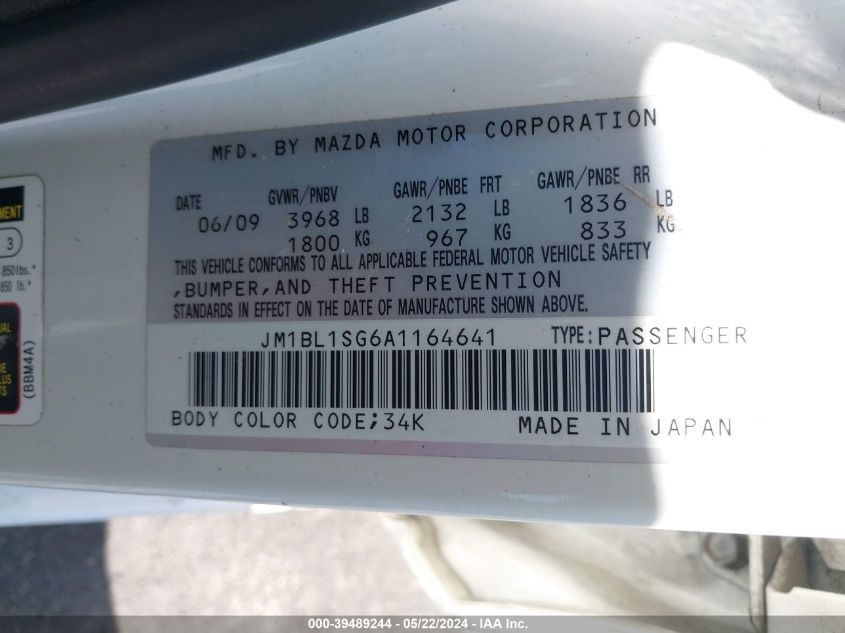 MFD. BY MAZDA MOTOR CORPORATION
DATE GVWR/PNBV GAWR/PNBE FRT GAWR/PNBE RR
06/09 3968 LB 2132 LB 1836 LB
1800 KG 967 KG 833 KG
THIS VEHICLE CONFORMS TO ALL APPLICABLE FEDERAL MOTOR VEHICLE SAFETY
,BUMPER,AND THEFT PREVENTION
STANDARDS IN EFFECT ON THE DATE OF MANUFACTURE SHOWN ABOVE.
JM1BL1SG6A1164641 TYPE:PASSENGER
BODY COLOR CODE;34K MADE IN JAPAN
3
850lbs.*
850 lb.*
(BBM4A)
000-39489244 - 05/22/2024 - IAA Inc.